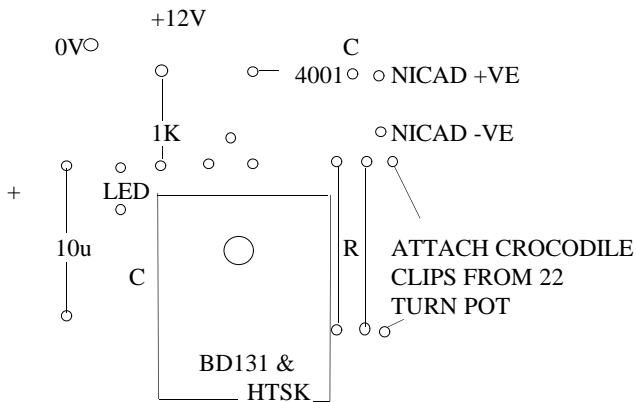 +12V
0V
C
4001
NICAD +VE
1K
NICAD -VE
+
LED
10u
C
R
ATTACH CROCODILE
CLIPS FROM 22
TURN POT
BD131 &
HTSK